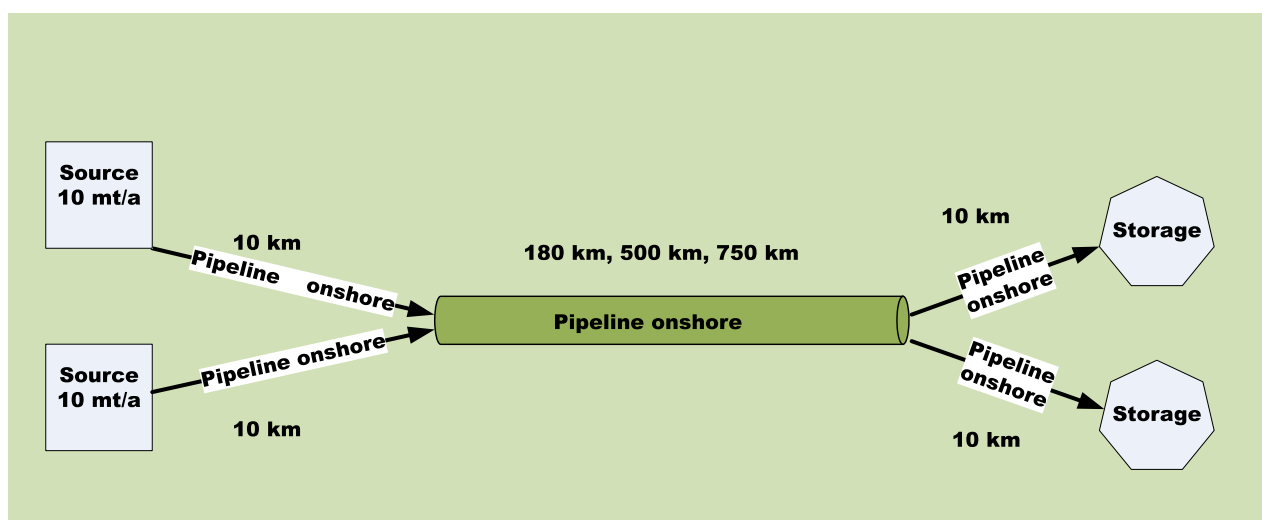 Source
10 mt/a
10 km
Pipeline onshore
Source
10 mt/a
Pipeline onshore
10 km
180 km, 500 km, 750 km
Pipeline onshore
10 km
Pipeline
onshore
Storage
Pipeline
onshore
10 km
Storage